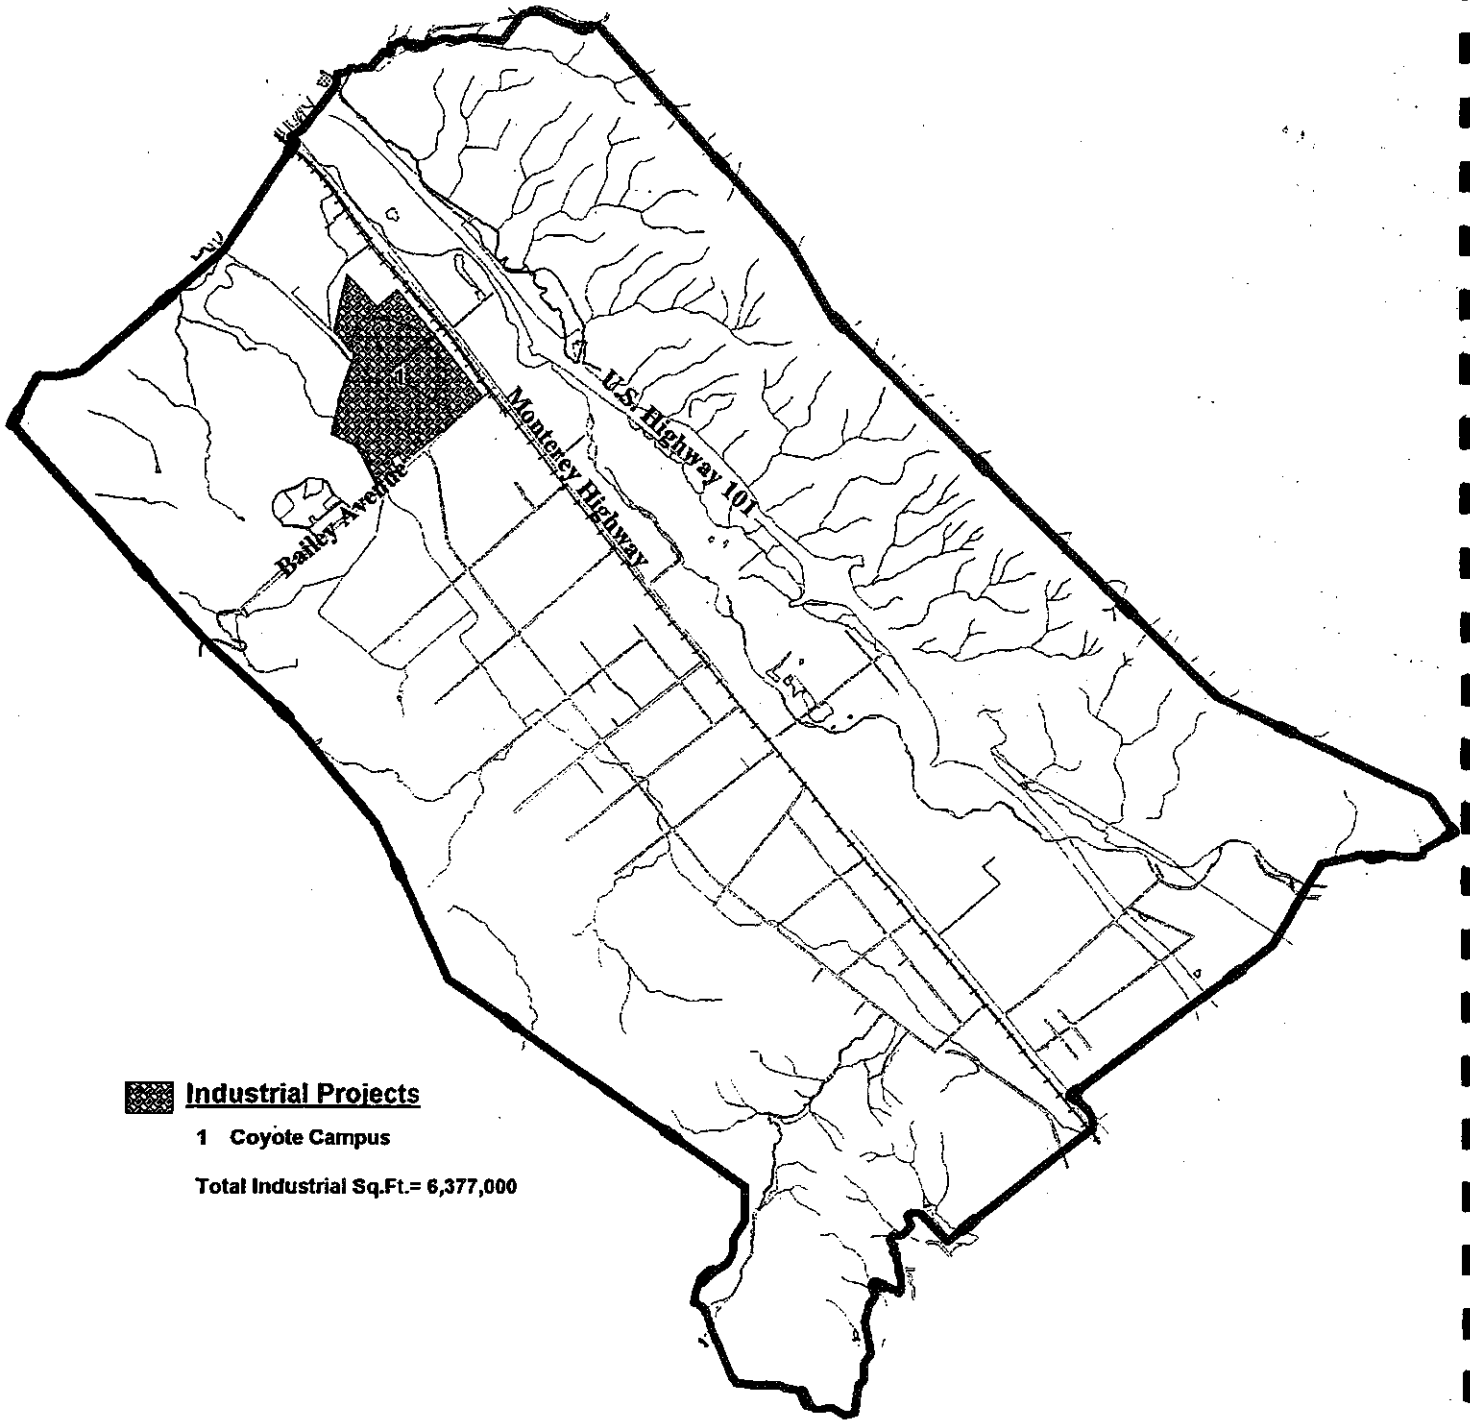 1
U.S. Highway 101
Monterey Highway
Bailey Avenue
Industrial Projects
1 Coyote Campus
Total Industrial Sq.Ft.= 6,377,000